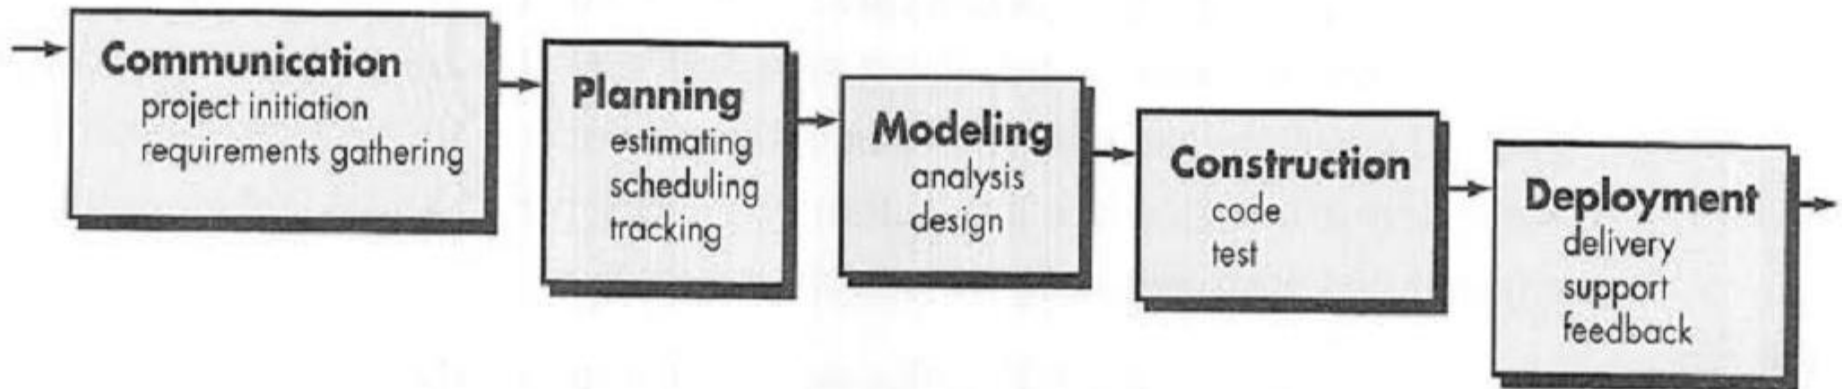 Communication
project initiation
requirements gathering
Planning
estimating
scheduling
tracking
Modeling
analysis
design
Construction
code
test
Deployment
delivery
support
feedback